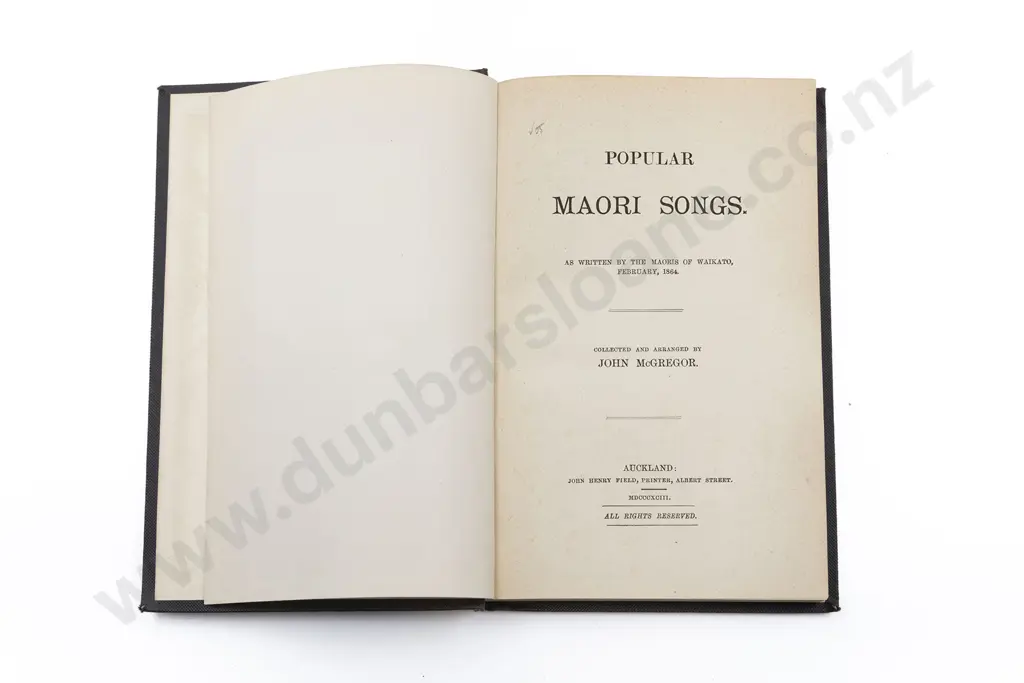 POPULAR
MAORI SONGS.
AS WRITTEN BY THE MAORIS OF WAIKATO,
FEBRUARY, 1864.
COLLECTED AND ARRANGED BY
JOHN McGREGOR.
AUCKLAND:
JOHN HENRY FIELD, PRINTER, ALBERT STREET.
MDCCCXCIII.
ALL RIGHTS RESERVED.
www.dunbarsloane.co.nz